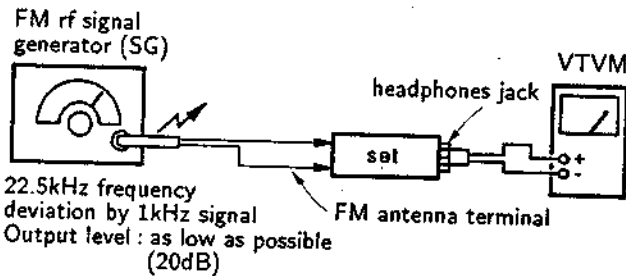 FM rf signal
generator (SG)
VTVM
headphones jack
set
+
-
22.5kHz frequency
deviation by 1kHz signal
Output level : as low as possible
(20dB)
FM antenna terminal